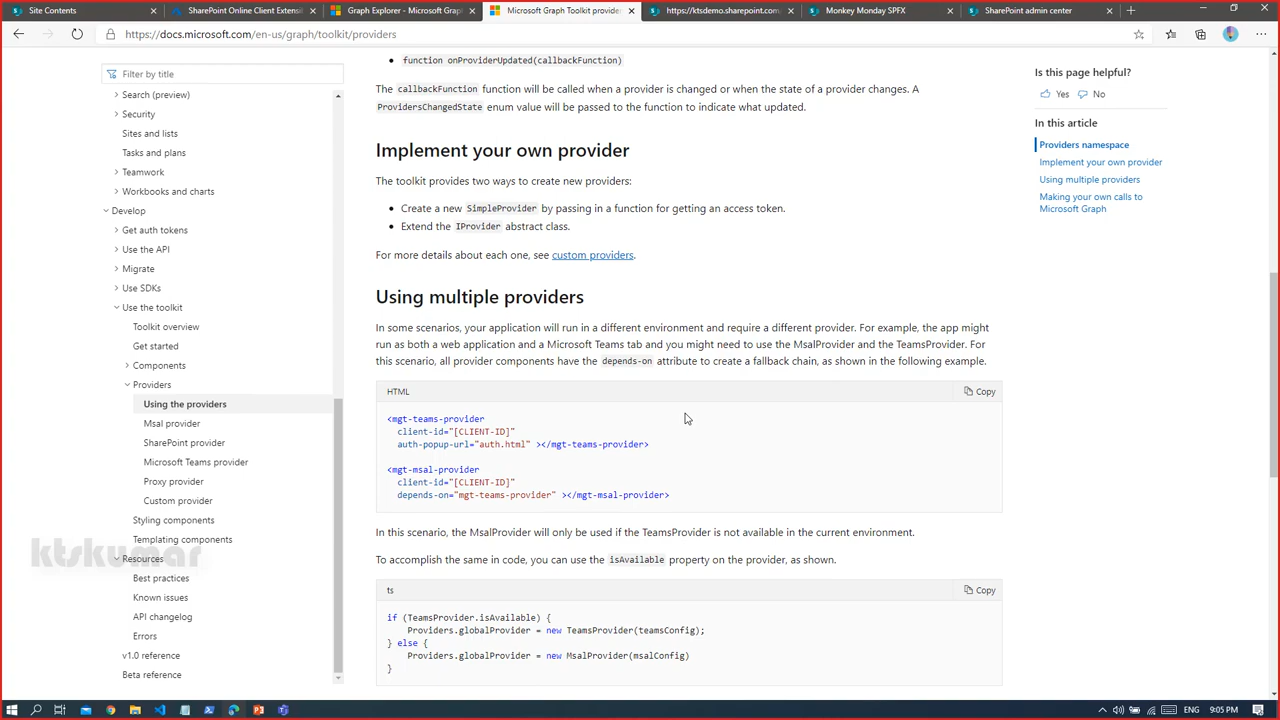 Site Contents
SharePoint Online Client Extensi
Graph Explorer - Microsoft Grap
Microsoft Graph Toolkit provide
https://ktsdemo.sharepoint.com,
Monkey Monday SPFX
SharePoint admin center
https://docs.microsoft.com/en-us/graph/toolkit/providers
Filter by title
Search (preview)
Security
Sites and lists
Tasks and plans
Teamwork
Workbooks and charts
Develop
Get auth tokens
Use the API
Migrate
Use SDKs
Use the toolkit
Toolkit overview
Get started
Components
Providers
Using the providers
Msal provider
SharePoint provider
Microsoft Teams provider
Proxy provider
Custom provider
Styling components
Templating components
Resources
Best practices
Known issues
API changelog
Errors
v1.0 reference
Beta reference
ktskumar
function onProviderUpdated(callbackFunction)
The callbackFunction function will be called when a provider is changed or when the state of a provider changes. A
ProvidersChangedState enum value will be passed to the function to indicate what updated.
Implement your own provider
The toolkit provides two ways to create new providers:
Create a new SimpleProvider by passing in a function for getting an access token.
Extend the IProvider abstract class.
For more details about each one, see custom providers.
Using multiple providers
In some scenarios, your application will run in a different environment and require a different provider. For example, the app might
run as both a web application and a Microsoft Teams tab and you might need to use the MsalProvider and the TeamsProvider. For
this scenario, all provider components have the depends-on attribute to create a fallback chain, as shown in the following example.
HTML
Copy
<mgt-teams-provider
client-id="[CLIENT-ID]"
auth-popup-url="auth.html" ></mgt-teams-provider>
<mgt-msal-provider
client-id="[CLIENT-ID]"
depends-on="mgt-teams-provider" ></mgt-msal-provider>
In this scenario, the MsalProvider will only be used if the TeamsProvider is not available in the current environment.
To accomplish the same in code, you can use the isAvailable property on the provider, as shown.
ts
Copy
if (TeamsProvider.isAvailable) {
Providers.globalProvider = new TeamsProvider(teamsConfig);
} else {
Providers.globalProvider = new MsalProvider(msalConfig)
}
Is this page helpful?
Yes
No
In this article
Providers namespace
Implement your own provider
Using multiple providers
Making your own calls to
Microsoft Graph
ENG
9:05 PM